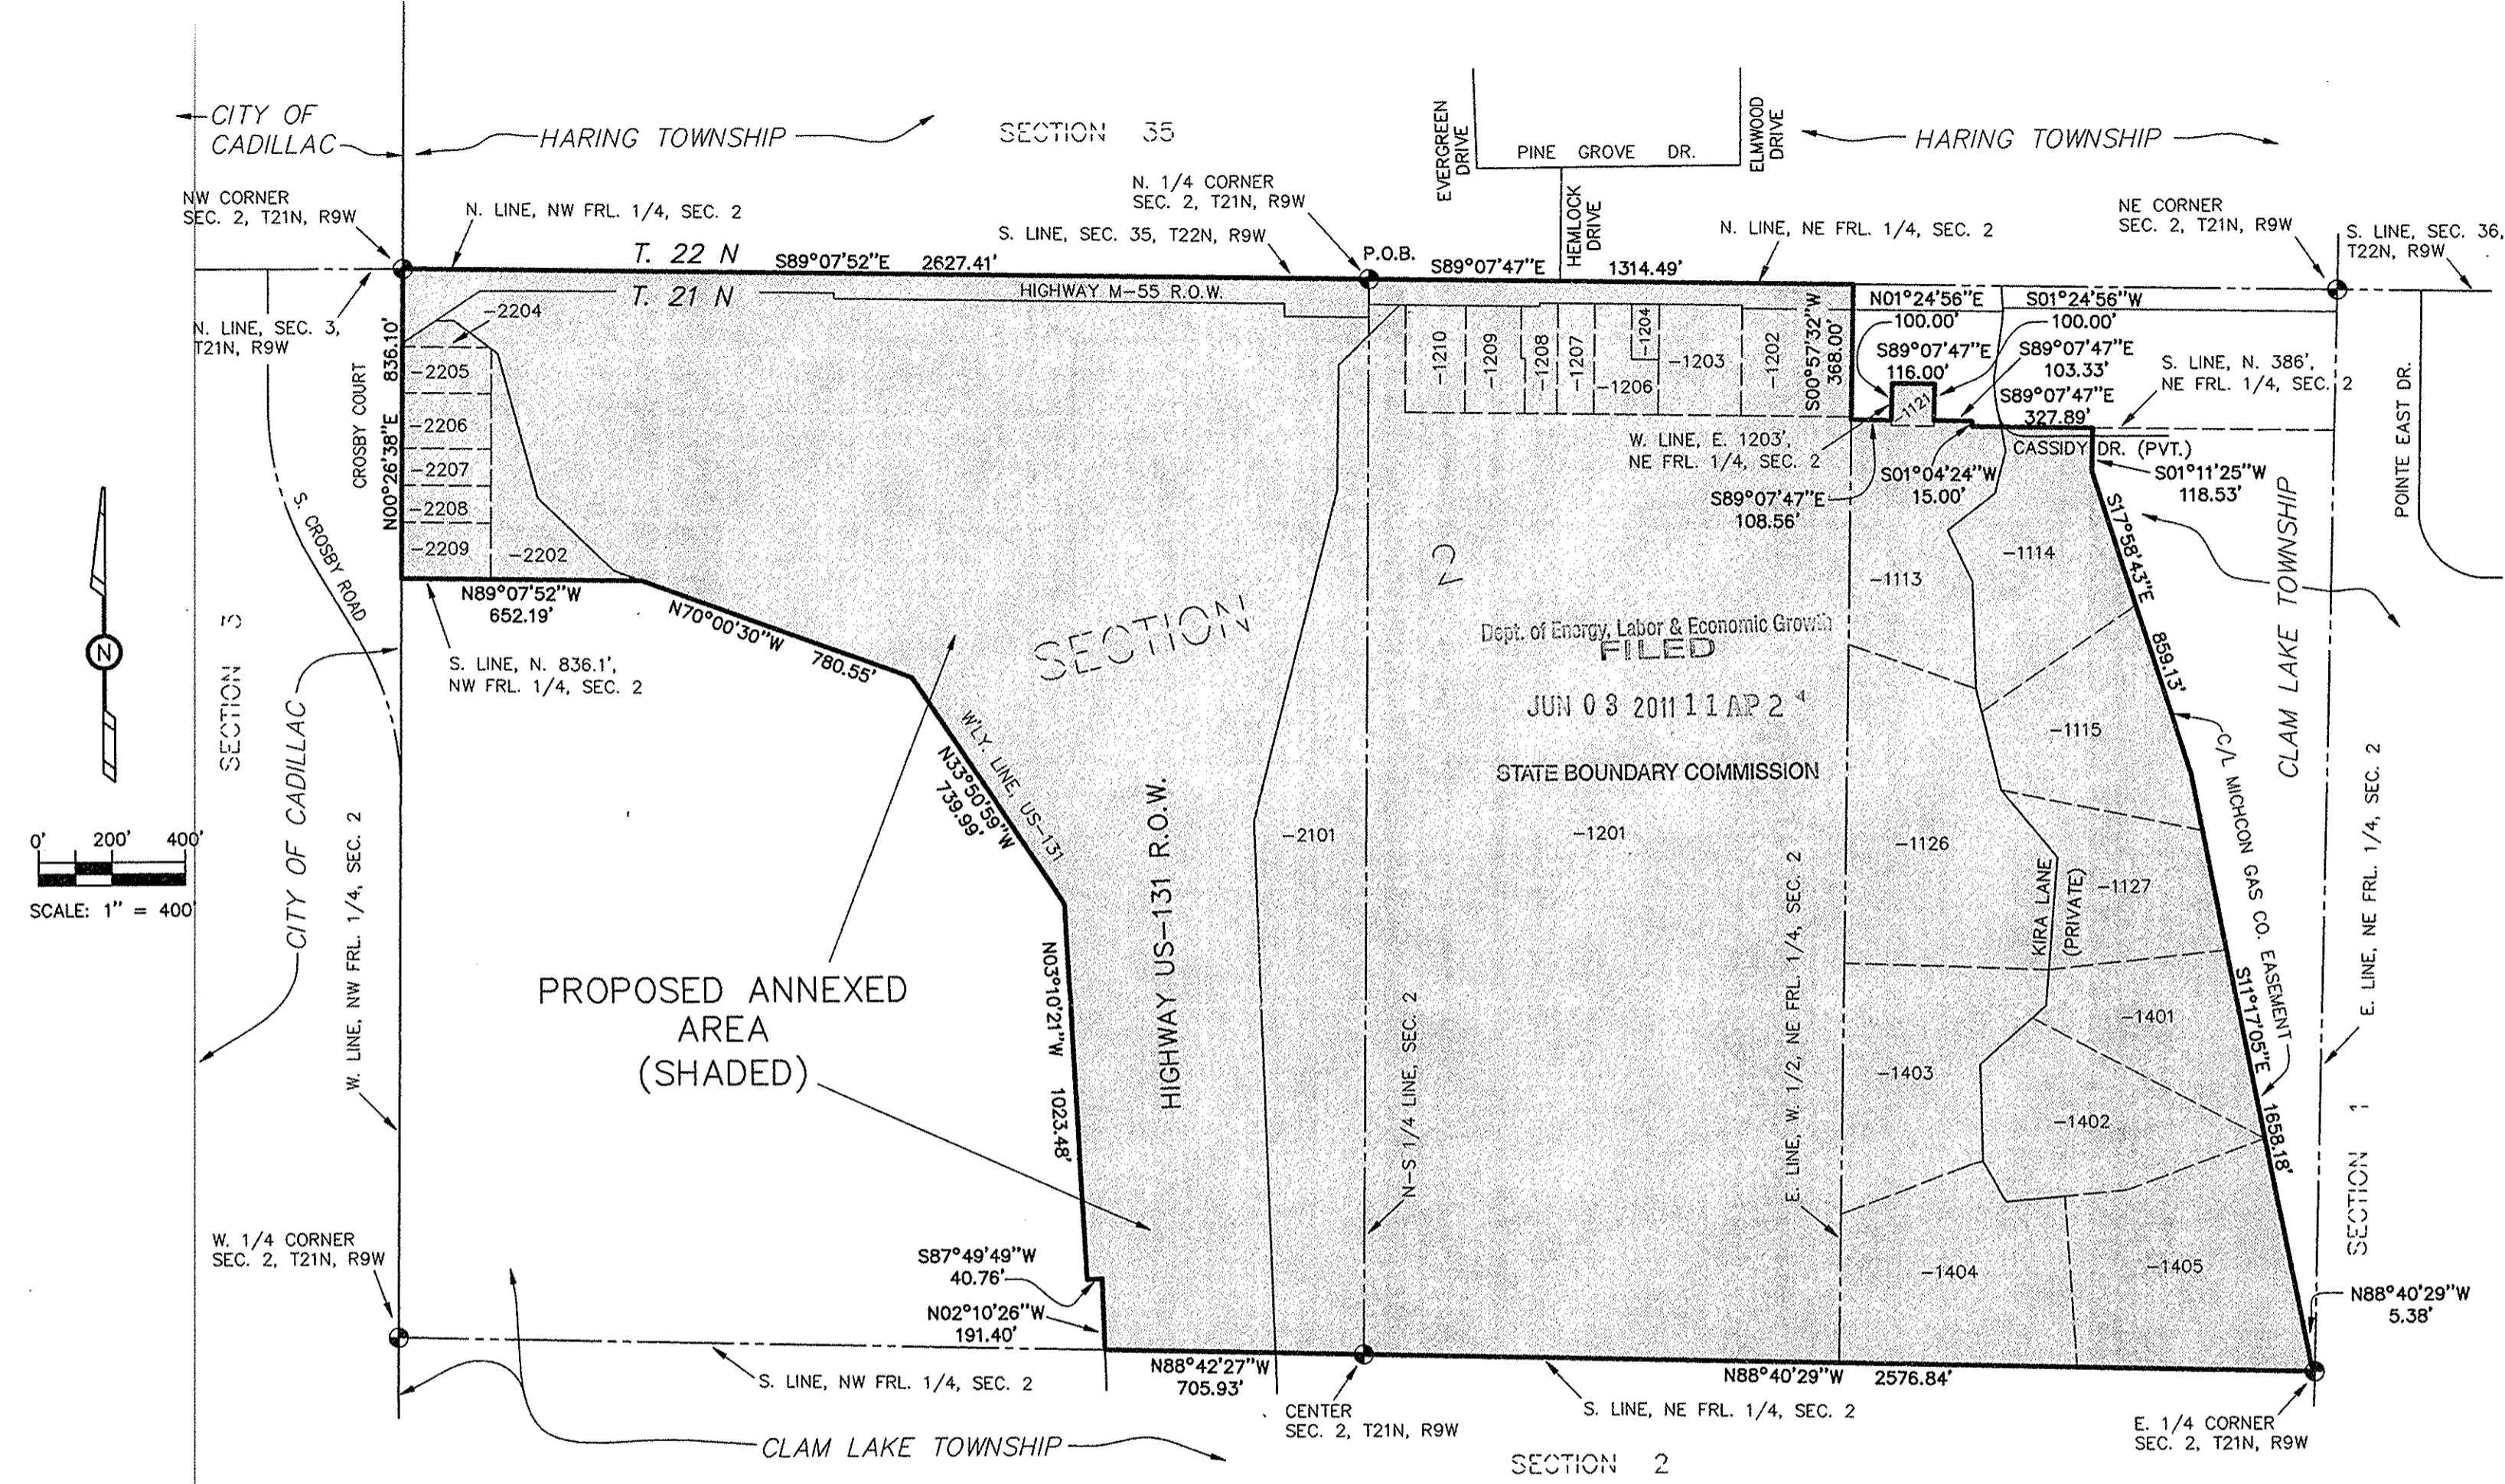 CITY OF
CADILLAC
HARING TOWNSHIP
SECTION 35
EVERGREEN
DRIVE
PINE GROVE DR.
ELMWOOD
DRIVE
HARING TOWNSHIP
NW CORNER
SEC. 2, T21N, R9W
N. LINE, NW FRL. 1/4, SEC. 2
N. 1/4 CORNER
SEC. 2, T21N, R9W
S. LINE, SEC. 35, T22N, R9W
HEMLOCK
DRIVE
N. LINE, NE FRL. 1/4, SEC. 2
NE CORNER
SEC. 2, T21N, R9W
S. LINE, SEC. 36,
T22N, R9W
T. 22 N
S89°07'52"E 2627.41'
P.O.B.
S89°07'47"E 1314.49'
T. 21 N
HIGHWAY M-55 R.O.W.
N01°24'56"E
100.00'
S01°24'56"W
100.00'
N. LINE, SEC. 3,
T21N, R9W
CROSBY COURT
N00°26'38"E 836.10'
-2204
-2205
-2206
-2207
-2208
-2209
-2202
-1210
-1209
-1208
-1207
-1206
-1204
-1203
-1202
S00°57'32"W
368.00'
S89°07'47"E
116.00'
S89°07'47"E
103.33'
S. LINE, N. 386',
NE FRL. 1/4, SEC. 2
S89°07'47"E
327.89'
-1121
POINTE EAST DR.
W. LINE, E. 1203',
NE FRL. 1/4, SEC. 2
CASSIDY DR. (PVT.)
S01°04'24"W
15.00'
S01°11'25"W
118.53'
S89°07'47"E
108.56'
S17°58'43"E 859.13'
CLAM LAKE TOWNSHIP
S. CROSBY ROAD
N89°07'52"W
652.19'
N70°00'30"W 780.55'
S. LINE, N. 836.1',
NW FRL. 1/4, SEC. 2
SECTION 2
Dept. of Energy, Labor & Economic Growth
FILED
JUN 03 2011 11 AP 2
STATE BOUNDARY COMMISSION
-1113
-1114
-1115
N
SECTION 3
CITY OF CADILLAC
W. LINE, NW FRL. 1/4, SEC. 2
W'LY. LINE, US-131
N33°50'59"W
739.99'
0' 200' 400'
SCALE: 1" = 400'
-2101
-1201
-1126
-1127
KIRA LANE
(PRIVATE)
C/L MICHCON GAS CO. EASEMENT
E. LINE, NE FRL. 1/4, SEC. 2
HIGHWAY US-131 R.O.W.
PROPOSED ANNEXED
AREA
(SHADED)
N03°10'21"W 1023.48'
N-S 1/4 LINE, SEC. 2
E. LINE, W. 1/2, NE FRL. 1/4, SEC. 2
S11°17'05"E 1658.18'
-1401
-1403
-1402
-1404
-1405
SECTION 1
W. 1/4 CORNER
SEC. 2, T21N, R9W
S87°49'49"W
40.76'
N02°10'26"W
191.40'
N88°40'29"W
5.38'
S. LINE, NW FRL. 1/4, SEC. 2
N88°42'27"W
705.93'
N88°40'29"W 2576.84'
CENTER
SEC. 2, T21N, R9W
S. LINE, NE FRL. 1/4, SEC. 2
E. 1/4 CORNER
SEC. 2, T21N, R9W
CLAM LAKE TOWNSHIP
SECTION 2